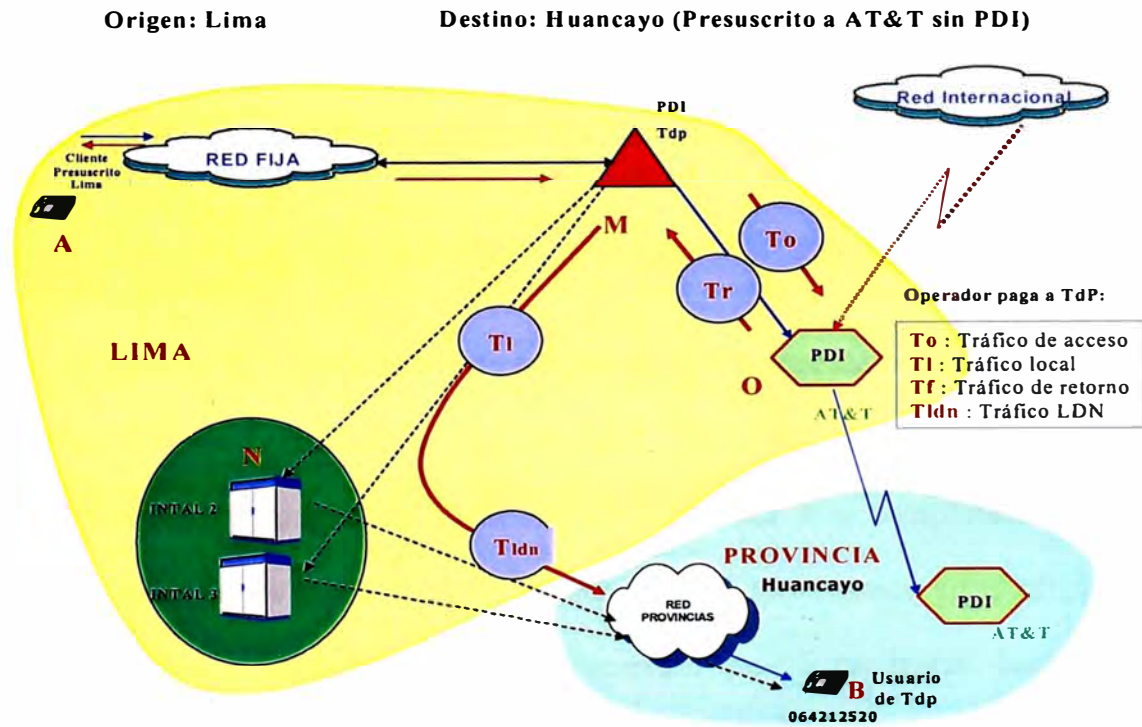 Origen: Lima
Destino: Huancayo (Presuscrito a AT&T sin PDI)
Red Internacional
PDI
Tdp
RED FIJA
Cliente
Presuscrito
Lima
A
M
To
Tr
Tl
Operador paga a TdP:
To : Tráfico de acceso
Tl : Tráfico local
Tf : Tráfico de retorno
Tldn : Tráfico LDN
LIMA
PDI
O
AT&T
N
INTAL 2
INTAL 3
Tldn
PROVINCIA
Huancayo
RED
PROVINCIAS
PDI
AT&T
B
Usuario
de Tdp
064212520